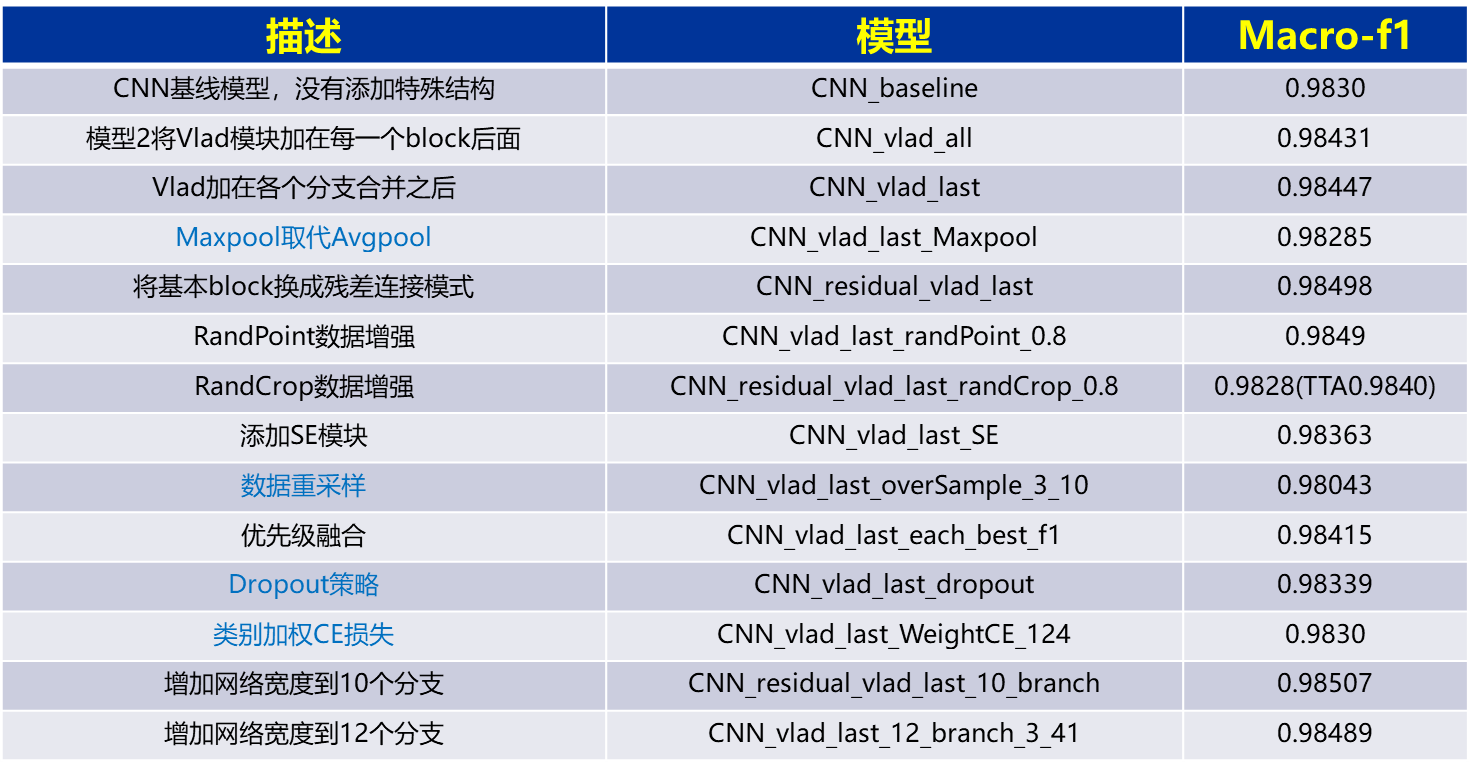 描述 模型 Macro-f1
CNN基线模型，没有添加特殊结构 CNN_baseline 0.9830
模型2将Vlad模块加在每一个block后面 CNN_vlad_all 0.98431
Vlad加在各个分支合并之后 CNN_vlad_last 0.98447
Maxpool取代Avgpool CNN_vlad_last_Maxpool 0.98285
将基本block换成残差连接模式 CNN_residual_vlad_last 0.98498
RandPoint数据增强 CNN_vlad_last_randPoint_0.8 0.9849
RandCrop数据增强 CNN_residual_vlad_last_randCrop_0.8 0.9828(TTA0.9840)
添加SE模块 CNN_vlad_last_SE 0.98363
数据重采样 CNN_vlad_last_overSample_3_10 0.98043
优先级融合 CNN_vlad_last_each_best_f1 0.98415
Dropout策略 CNN_vlad_last_dropout 0.98339
类别加权CE损失 CNN_vlad_last_WeightCE_124 0.9830
增加网络宽度到10个分支 CNN_residual_vlad_last_10_branch 0.98507
增加网络宽度到12个分支 CNN_vlad_last_12_branch_3_41 0.98489